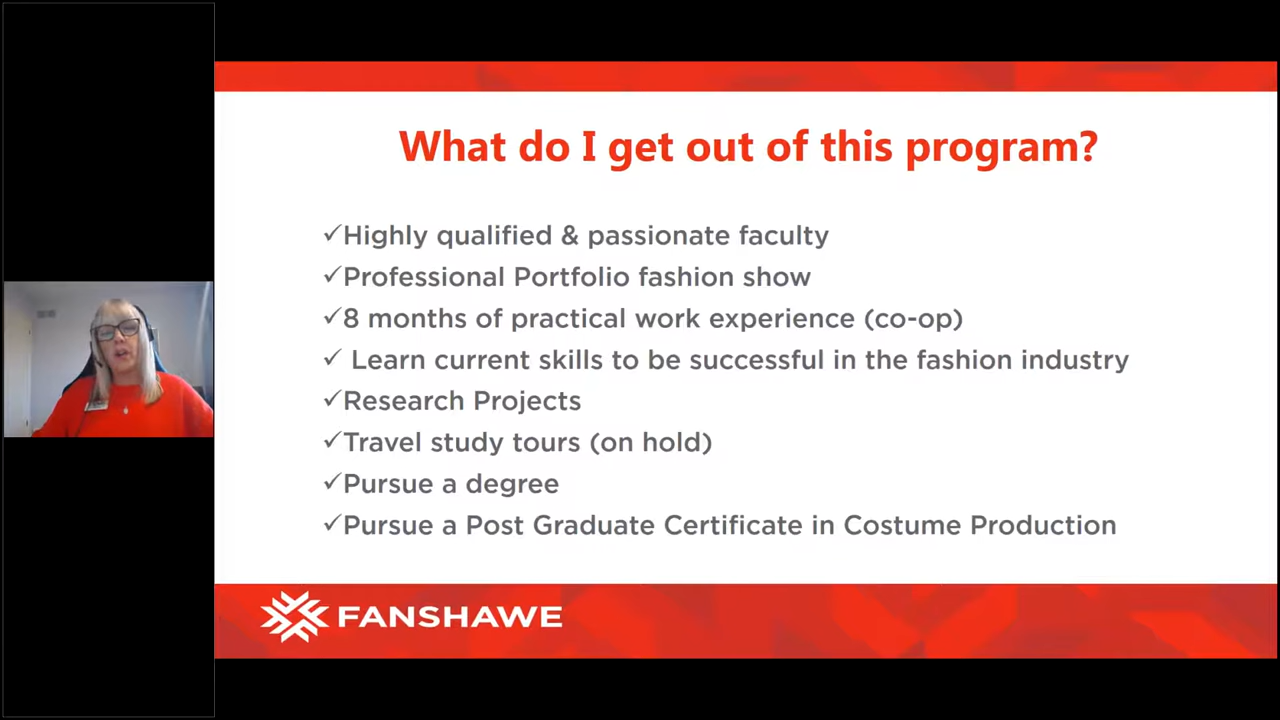 What do I get out of this program?
✓Highly qualified & passionate faculty
✓Professional Portfolio fashion show
✓8 months of practical work experience (co-op)
✓ Learn current skills to be successful in the fashion industry
✓Research Projects
✓Travel study tours (on hold)
✓Pursue a degree
✓Pursue a Post Graduate Certificate in Costume Production
FANSHAWE